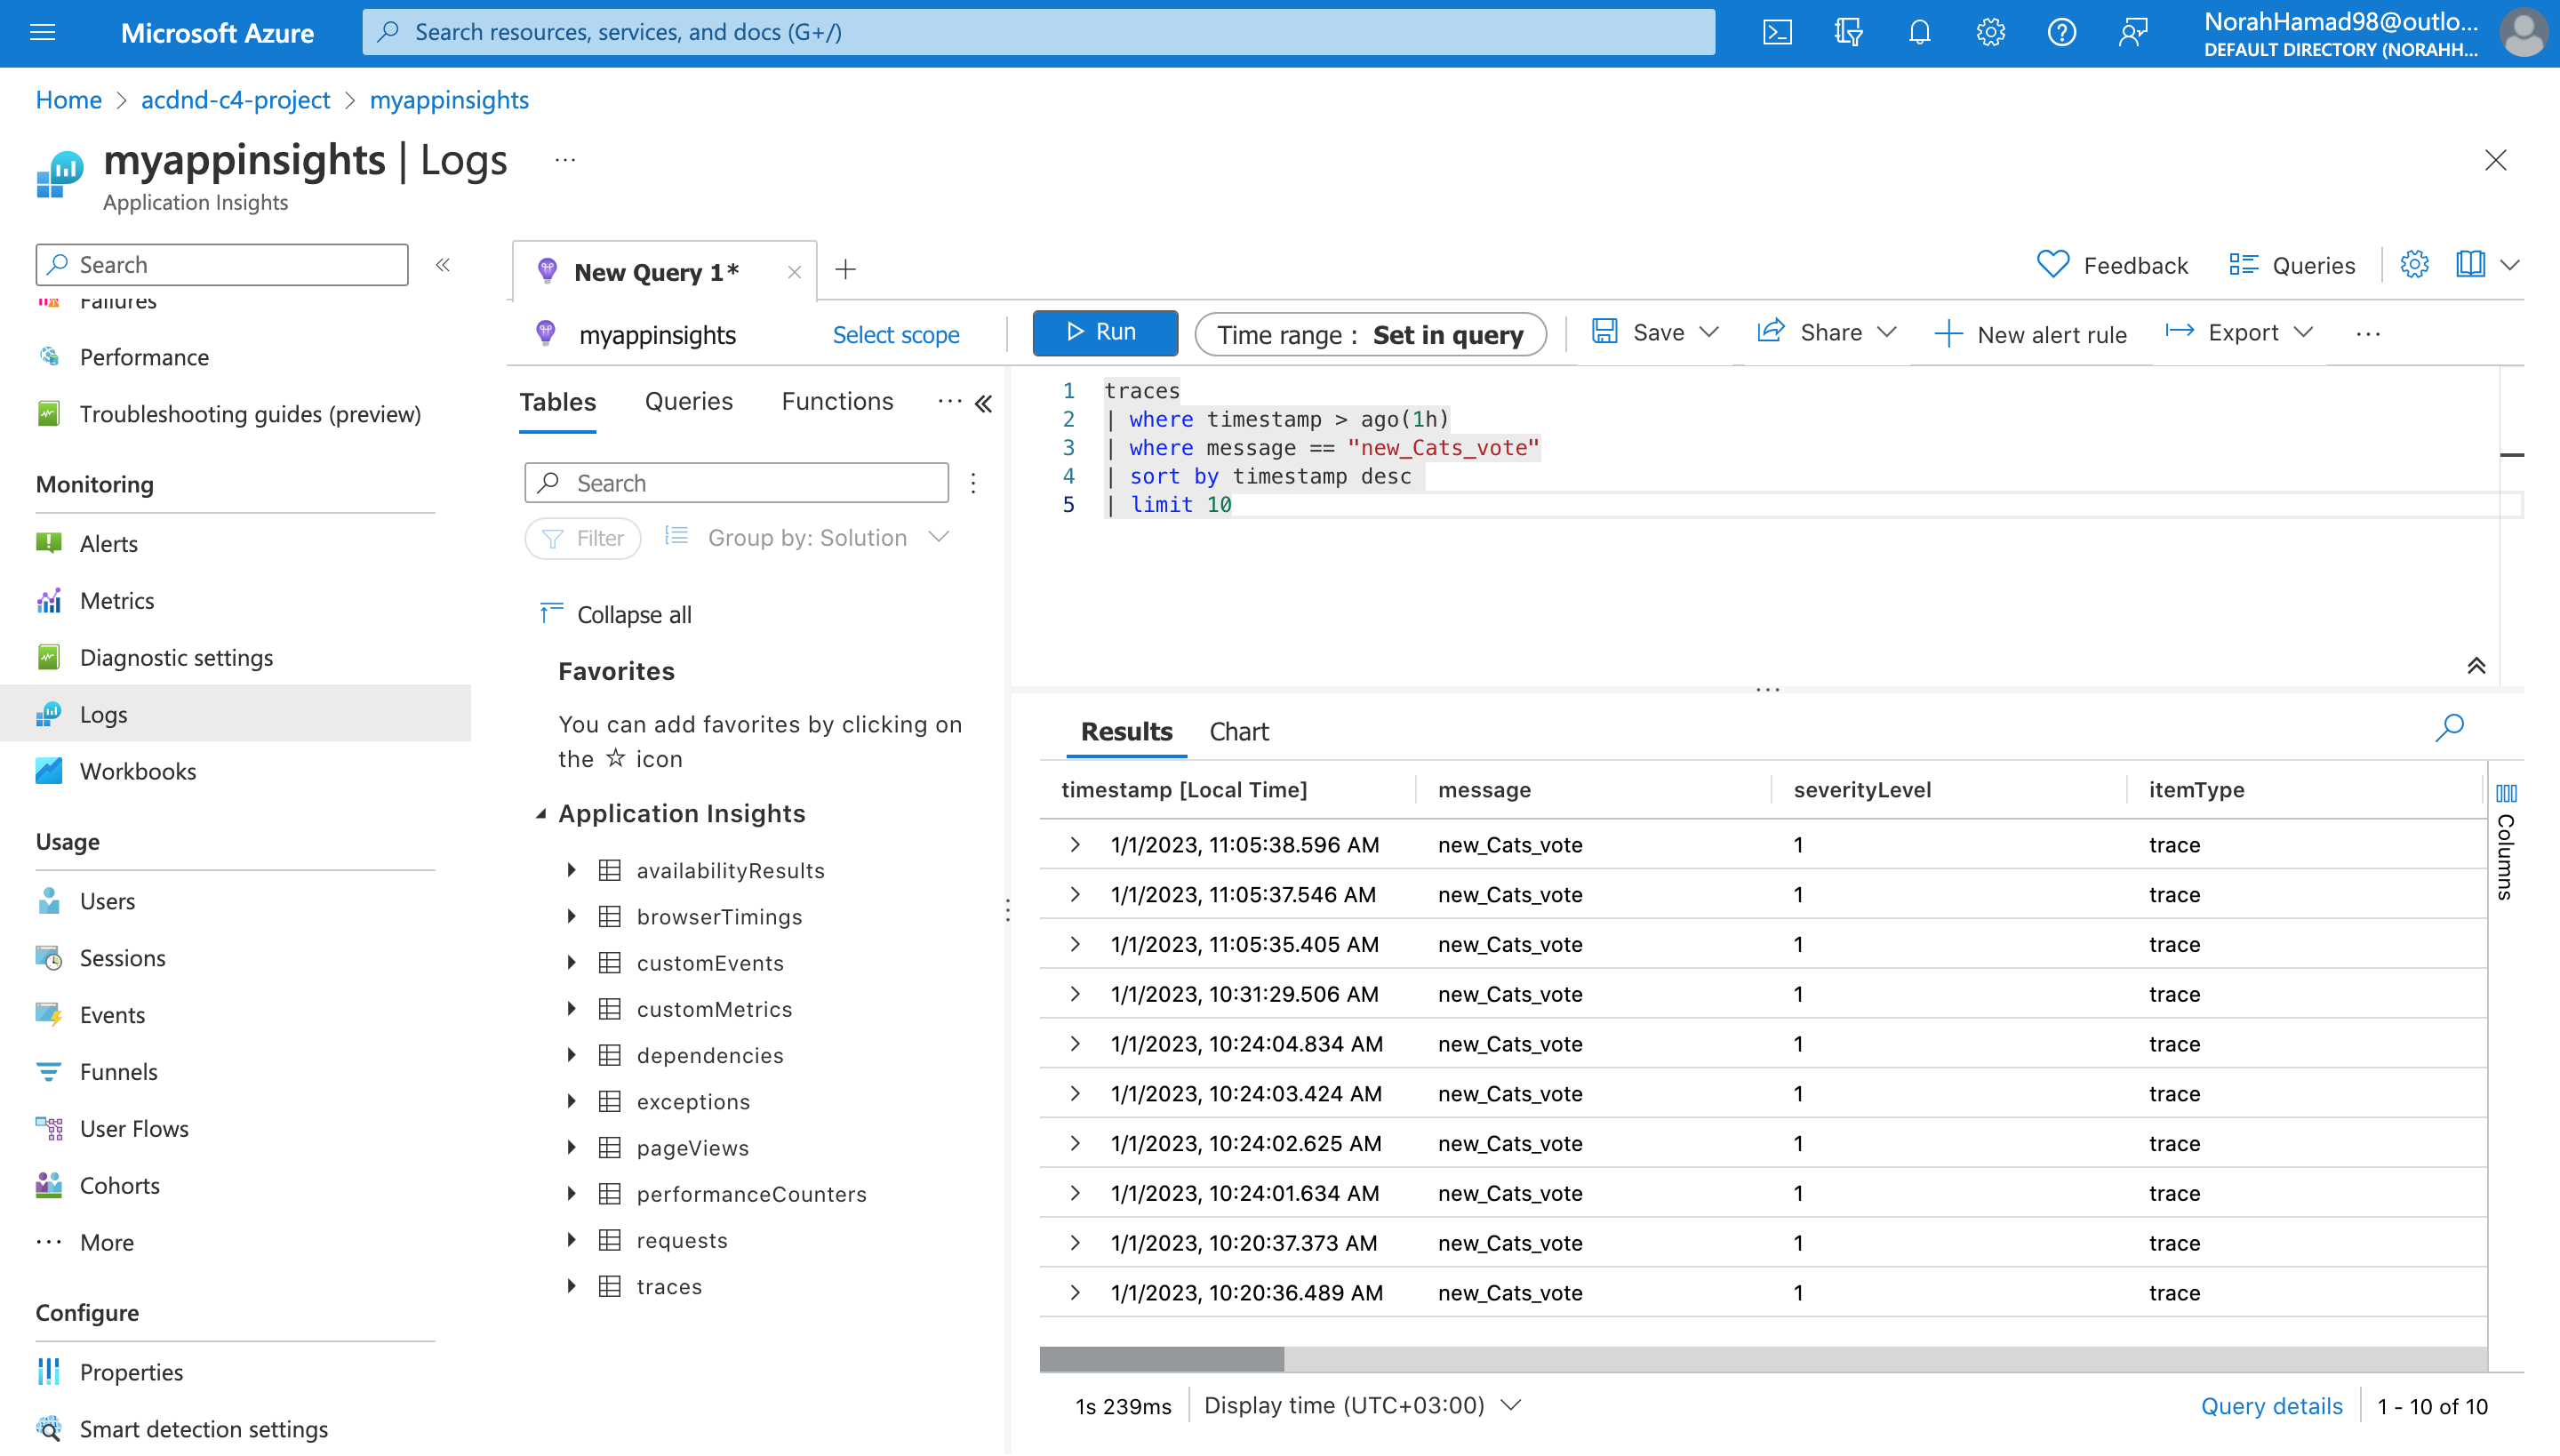 Microsoft Azure
Search resources, services, and docs (G+/)
NorahHamad98@outlo...
DEFAULT DIRECTORY (NORAHH...
Home > acdnd-c4-project > myappinsights
myappinsights | Logs ...
Application Insights
Search
«
Failures
Performance
Troubleshooting guides (preview)
Monitoring
Alerts
Metrics
Diagnostic settings
Logs
Workbooks
Usage
Users
Sessions
Events
Funnels
User Flows
Cohorts
More
Configure
Properties
Smart detection settings
New Query 1*
Feedback
Queries
myappinsights
Select scope
Run
Time range : Set in query
Save
Share
New alert rule
Export
...
Tables
Queries
Functions
...
«
Search
Filter
Group by: Solution
Collapse all
Favorites
You can add favorites by clicking on
the ☆ icon
Application Insights
availabilityResults
browserTimings
customEvents
customMetrics
dependencies
exceptions
pageViews
performanceCounters
requests
traces
1 traces
2 | where timestamp > ago(1h)
3 | where message == "new_Cats_vote"
4 | sort by timestamp desc
5 | limit 10
Results
Chart
timestamp [Local Time] message severityLevel itemType
1/1/2023, 11:05:38.596 AM new_Cats_vote 1 trace
1/1/2023, 11:05:37.546 AM new_Cats_vote 1 trace
1/1/2023, 11:05:35.405 AM new_Cats_vote 1 trace
1/1/2023, 10:31:29.506 AM new_Cats_vote 1 trace
1/1/2023, 10:24:04.834 AM new_Cats_vote 1 trace
1/1/2023, 10:24:03.424 AM new_Cats_vote 1 trace
1/1/2023, 10:24:02.625 AM new_Cats_vote 1 trace
1/1/2023, 10:24:01.634 AM new_Cats_vote 1 trace
1/1/2023, 10:20:37.373 AM new_Cats_vote 1 trace
1/1/2023, 10:20:36.489 AM new_Cats_vote 1 trace
Columns
1s 239ms
Display time (UTC+03:00)
Query details
1 - 10 of 10